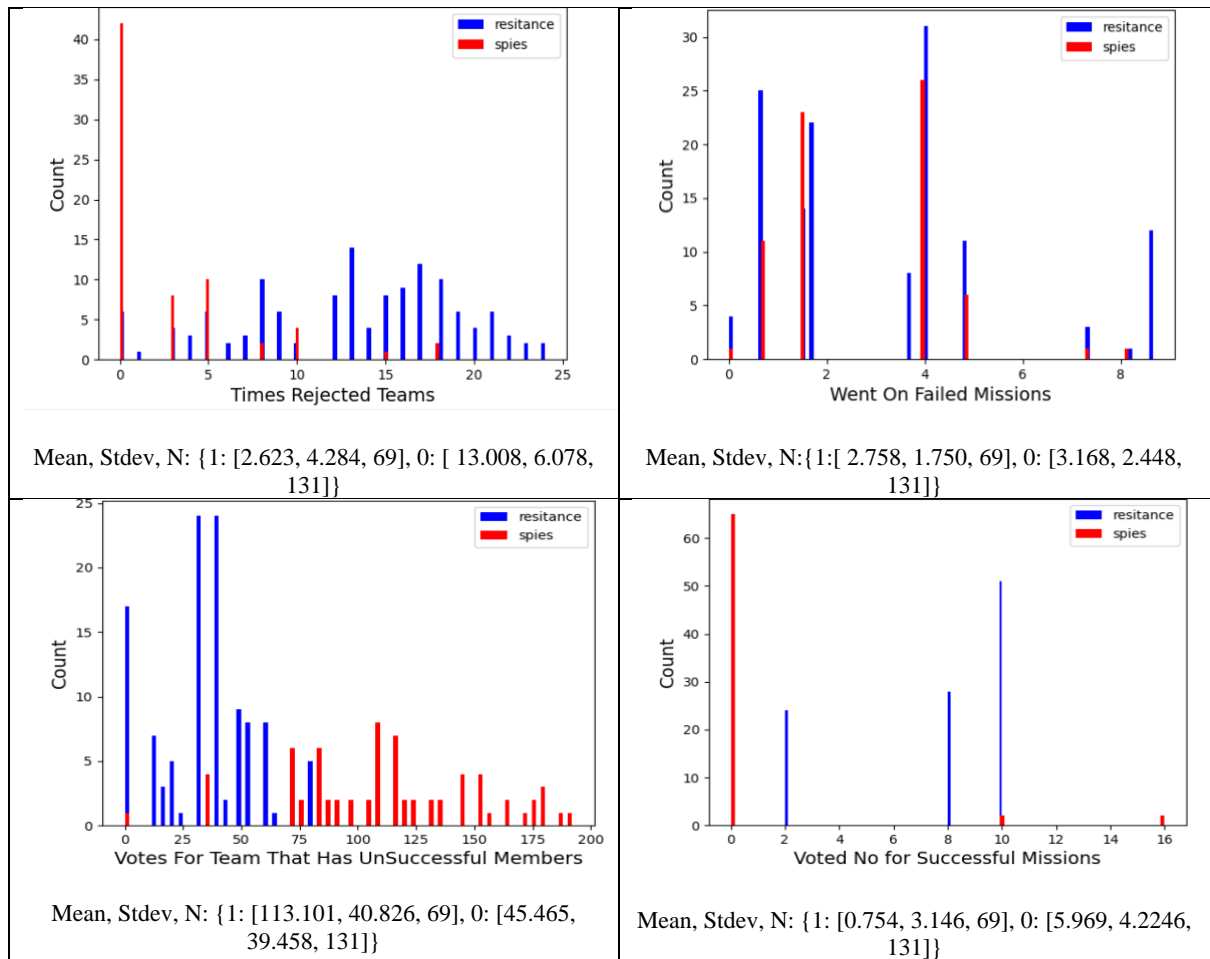 resitance
spies
40
35
30
25
20
15
10
5
0
Count
0 5 10 15 20 25
Times Rejected Teams
Mean, Stdev, N: {1: [2.623, 4.284, 69], 0: [ 13.008, 6.078,
131]}
resitance
spies
30
25
20
15
10
5
0
Count
0 2 4 6 8
Went On Failed Missions
Mean, Stdev, N:{1:[ 2.758, 1.750, 69], 0: [3.168, 2.448,
131]}
resitance
spies
25
20
15
10
5
0
Count
0 25 50 75 100 125 150 175 200
Votes For Team That Has UnSuccessful Members
Mean, Stdev, N: {1: [113.101, 40.826, 69], 0: [45.465,
39.458, 131]}
resitance
spies
60
50
40
30
20
10
0
Count
0 2 4 6 8 10 12 14 16
Voted No for Successful Missions
Mean, Stdev, N: {1: [0.754, 3.146, 69], 0: [5.969, 4.2246,
131]}